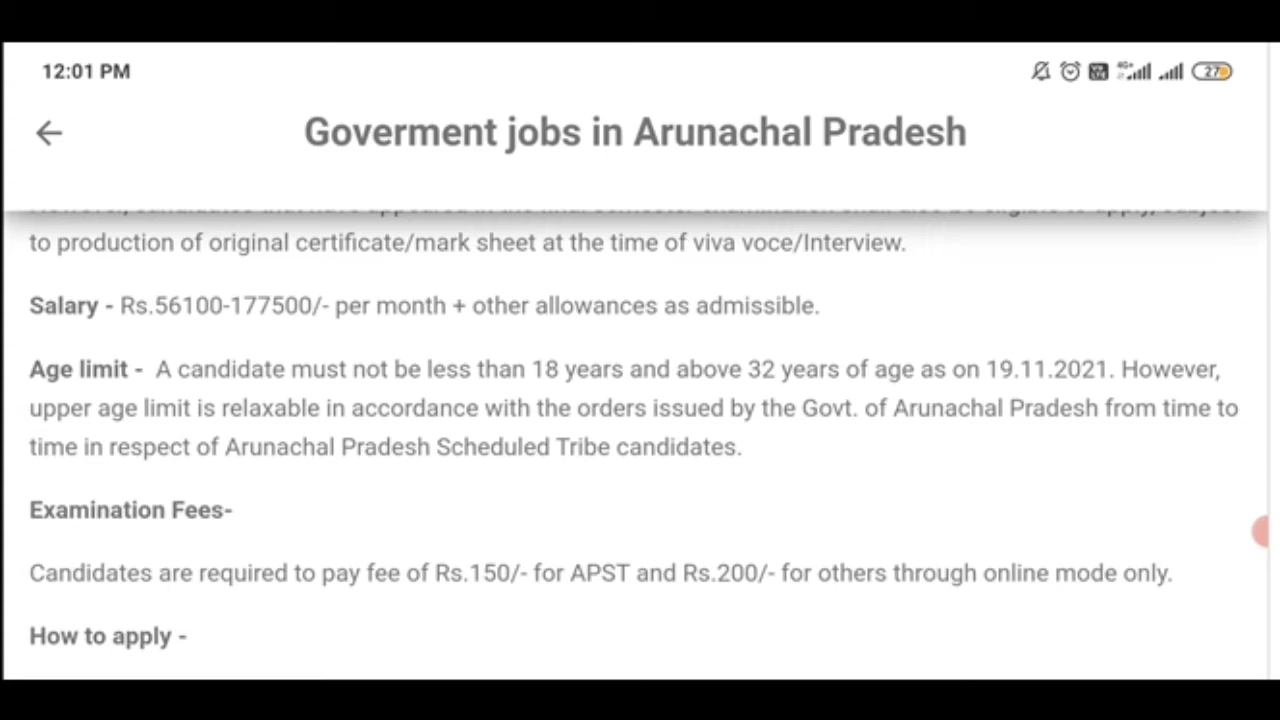 12:01 PM
4G+
27
Goverment jobs in Arunachal Pradesh
to production of original certificate/mark sheet at the time of viva voce/Interview.
Salary - Rs.56100-177500/- per month + other allowances as admissible.
Age limit - A candidate must not be less than 18 years and above 32 years of age as on 19.11.2021. However,
upper age limit is relaxable in accordance with the orders issued by the Govt. of Arunachal Pradesh from time to
time in respect of Arunachal Pradesh Scheduled Tribe candidates.
Examination Fees-
Candidates are required to pay fee of Rs.150/- for APST and Rs.200/- for others through online mode only.
How to apply -